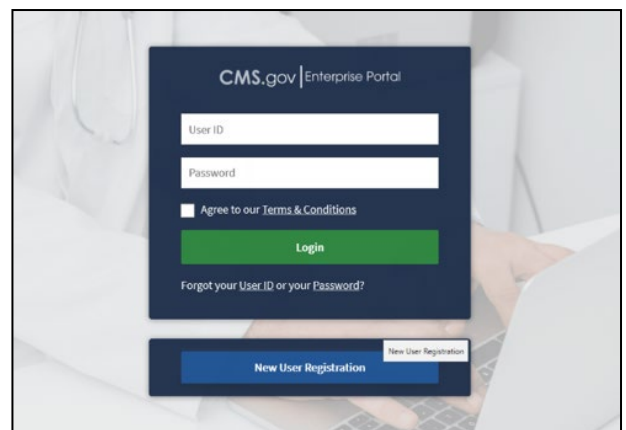 CMS.gov | Enterprise Portal
User ID
Password
Agree to our Terms & Conditions
Login
Forgot your User ID or your Password?
New User Registration
New User Registration